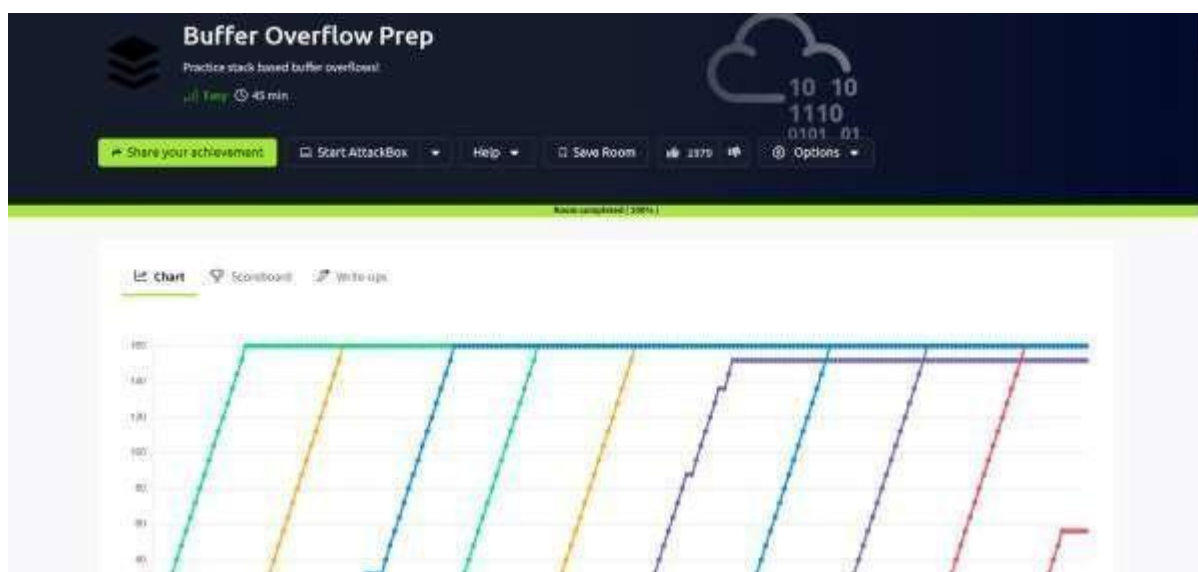 Buffer Overflow Prep
Practice stack based buffer overflows!
Easy 45 min
10 10
1110
0101 01
Share your achievement Start AttackBox Help Save Room 1979 Options
Room completed ( 100% )
Chart Scoreboard Write-ups
160
140
120
100
80
60
40